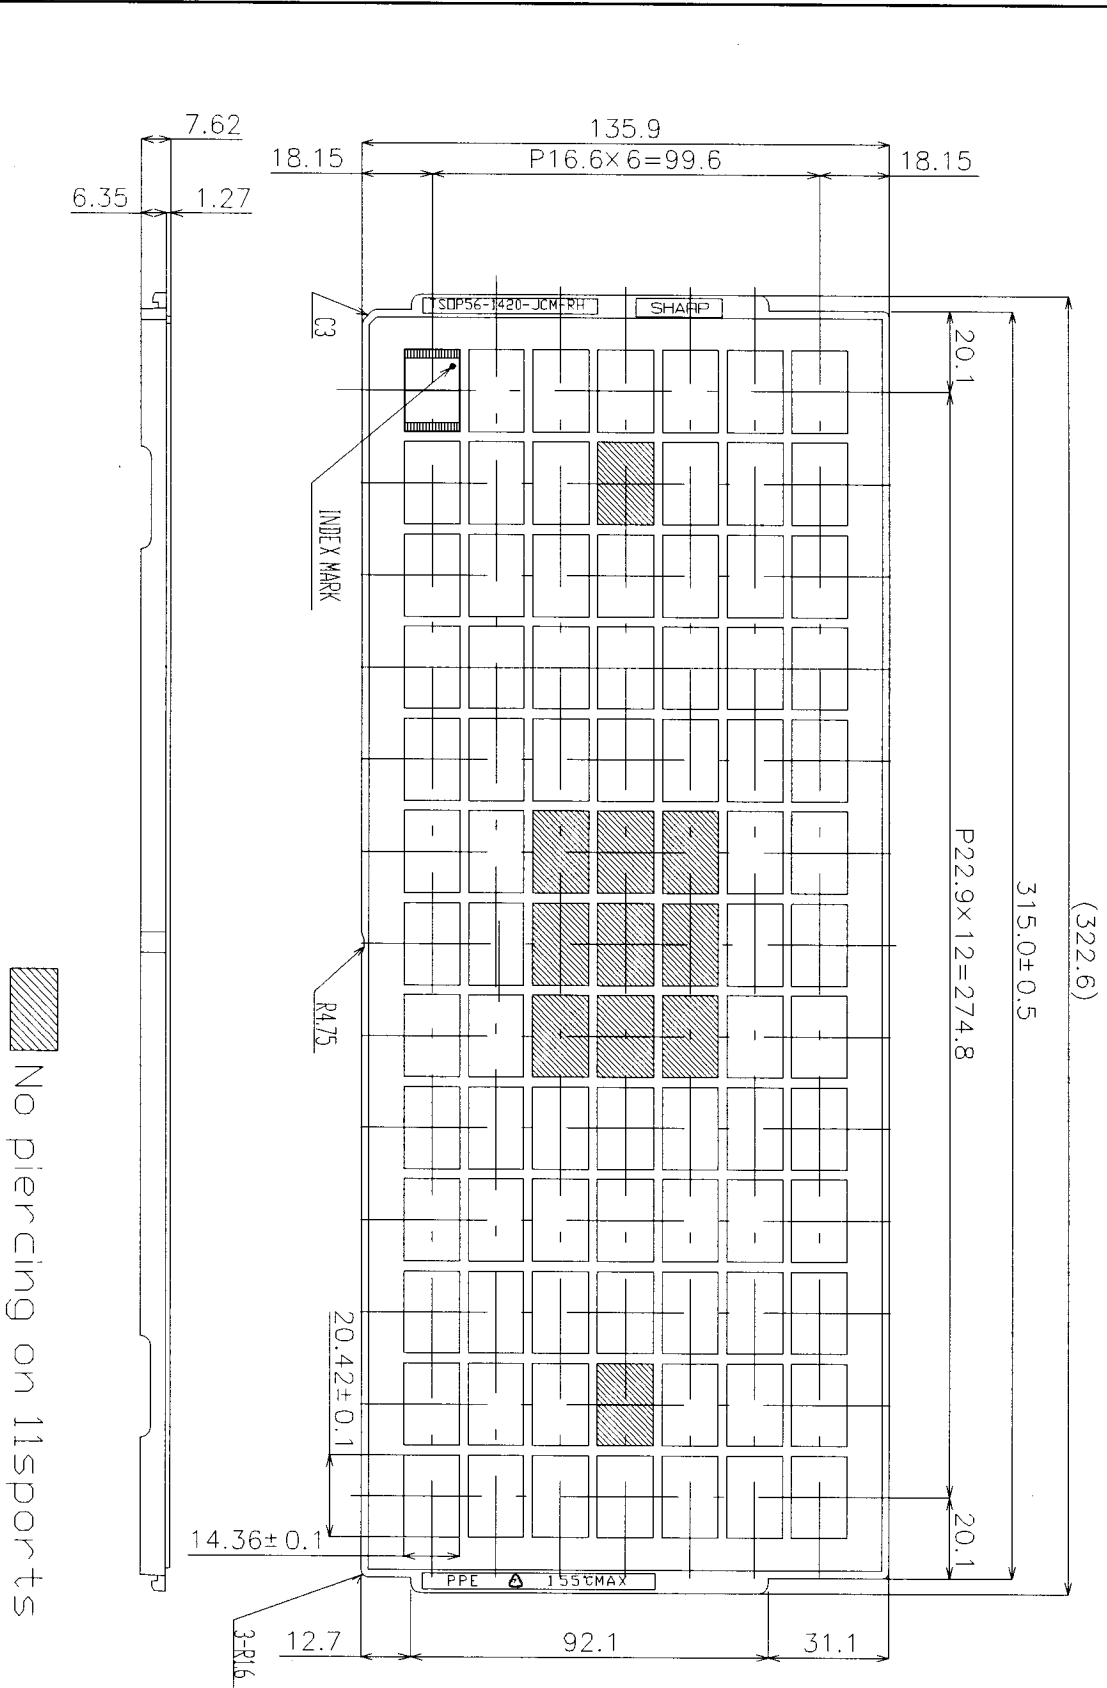 7.62
135.9
18.15
P16.6×6=99.6
18.15
6.35
1.27
TSOP56-1420-JCM-RH
SHARP
C3
20.1
INDEX MARK
(322.6)
315.0±0.5
P22.9×12=274.8
R4.75
20.42±0.1
20.1
14.36±0.1
PPE
155℃MAX
3-R1.6
12.7
92.1
31.1
No piercing on 11sports